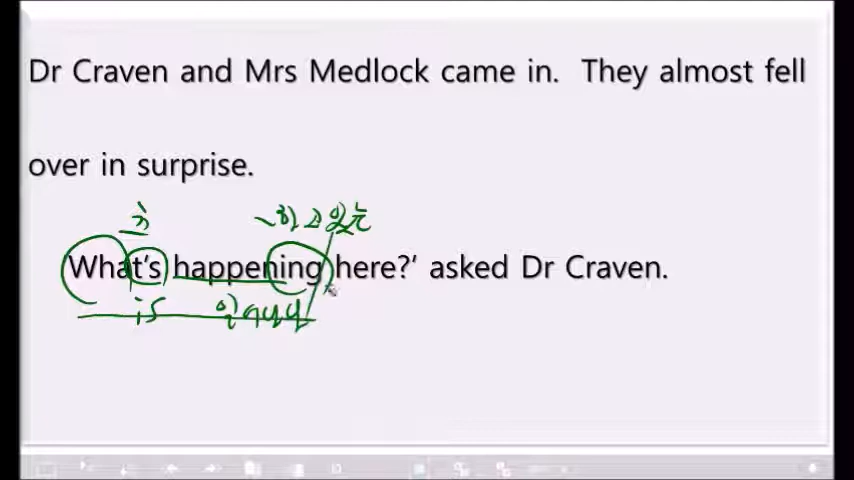 Dr Craven and Mrs Medlock came in. They almost fell
over in surprise.
What's happening here?’ asked Dr Craven.
is